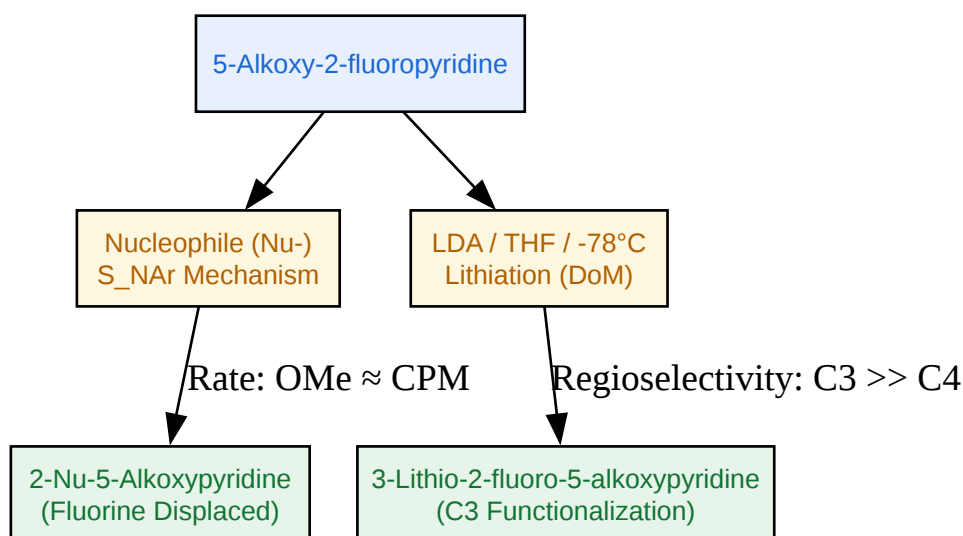 5-Alkoxy-2-fluoropyridine
Nucleophile (Nu-)
S_NAr Mechanism
LDA / THF / -78°C
Lithiation (DoM)
Rate: OMe ≈ CPM
Regioselectivity: C3 >> C4
2-Nu-5-Alkoxypyridine
(Fluorine Displaced)
3-Lithio-2-fluoro-5-alkoxypyridine
(C3 Functionalization)